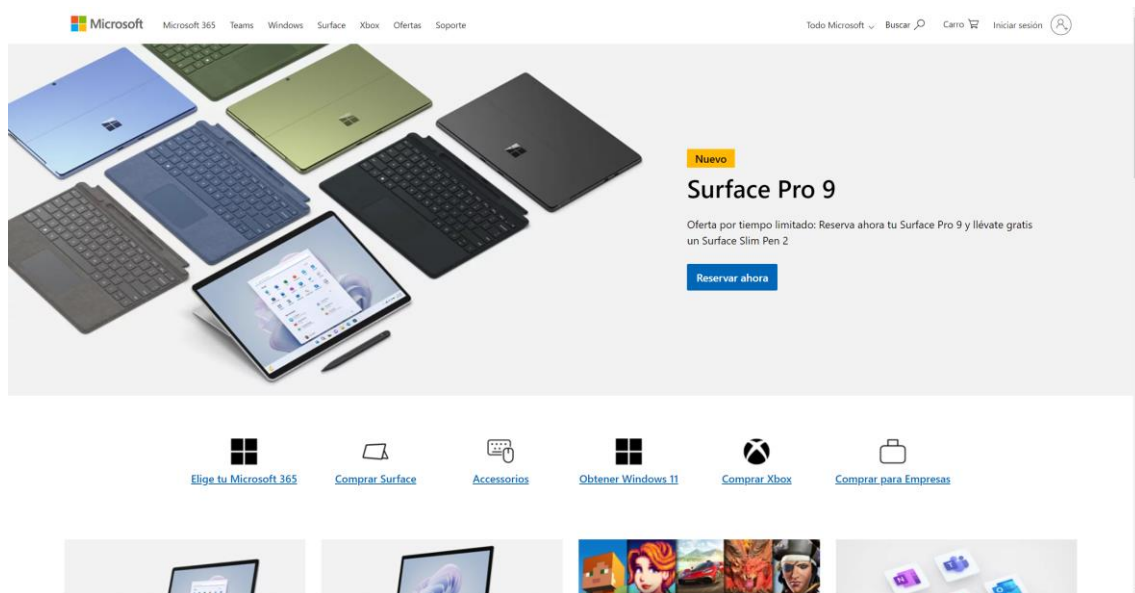 Microsoft Microsoft 365 Teams Windows Surface Xbox Ofertas Soporte Todo Microsoft Buscar Carro Iniciar sesión
Nuevo
Surface Pro 9
Oferta por tiempo limitado: Reserva ahora tu Surface Pro 9 y llévate gratis
un Surface Slim Pen 2
Reservar ahora
Elige tu Microsoft 365 Comprar Surface Accessorios Obtener Windows 11 Comprar Xbox Comprar para Empresas